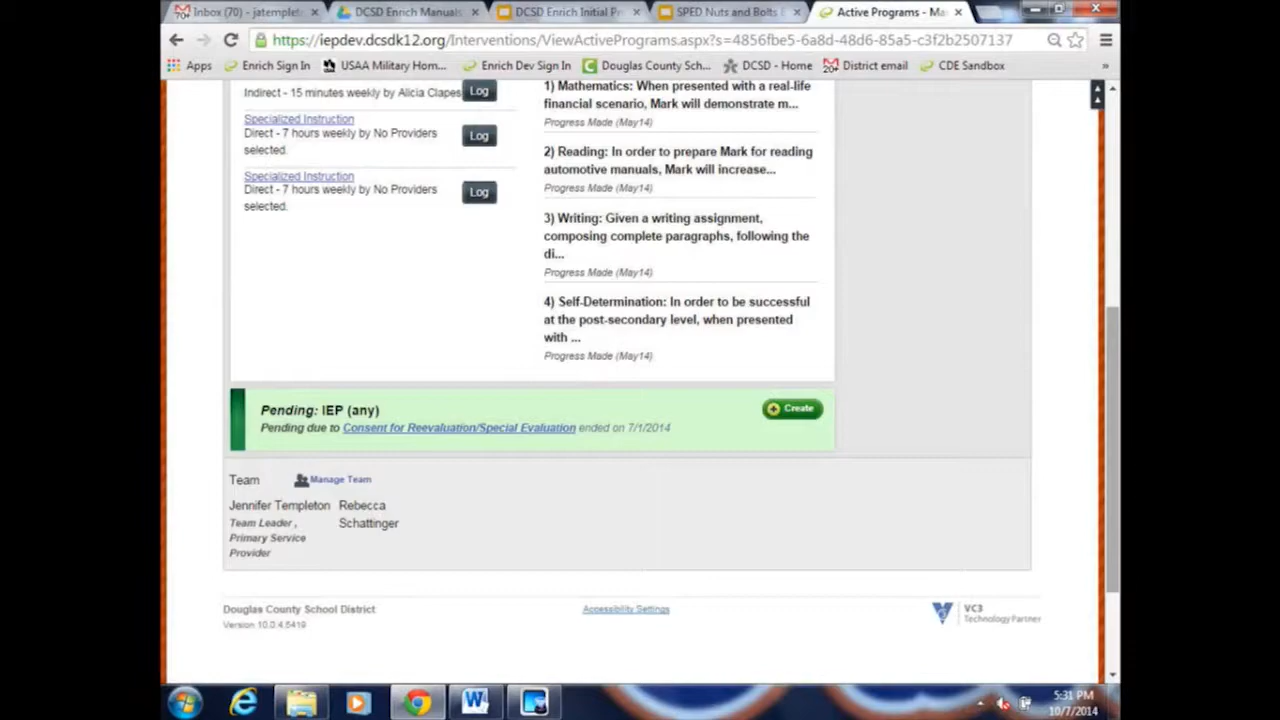 Inbox (70) - jatemplet
DCSD Enrich Manuals
DCSD Enrich Initial Pr
SPED Nuts and Bolts
Active Programs - Ma
https://iepdev.dcsdk12.org/Interventions/ViewActivePrograms.aspx?s=4856fbe5-6a8d-48d6-85a5-c3f2b2507137
Apps
Enrich Sign In
USAA Military Hom...
Enrich Dev Sign In
Douglas County Sch...
DCSD - Home
District email
CDE Sandbox
»
Indirect - 15 minutes weekly by Alicia Clapes
Log
Specialized Instruction
Direct - 7 hours weekly by No Providers
selected.
Log
Specialized Instruction
Direct - 7 hours weekly by No Providers
selected.
Log
1) Mathematics: When presented with a real-life
financial scenario, Mark will demonstrate m...
Progress Made (May14)
2) Reading: In order to prepare Mark for reading
automotive manuals, Mark will increase...
Progress Made (May14)
3) Writing: Given a writing assignment,
composing complete paragraphs, following the
di...
Progress Made (May14)
4) Self-Determination: In order to be successful
at the post-secondary level, when presented
with ...
Progress Made (May14)
Pending: IEP (any)
Create
Pending due to Consent for Reevaluation/Special Evaluation ended on 7/1/2014
Team
Manage Team
Jennifer Templeton
Team Leader ,
Primary Service
Provider
Rebecca
Schattinger
Douglas County School District
Version 10.0.4.5419
Accessibility Settings
VC3
Technology Partner
5:31 PM
10/7/2014